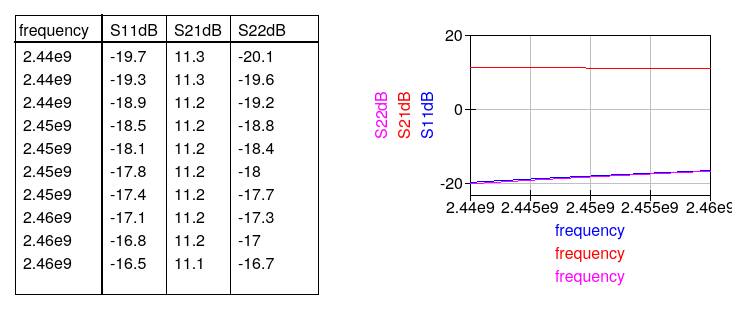 frequency S11dB S21dB S22dB
2.44e9 -19.7 11.3 -20.1
2.44e9 -19.3 11.3 -19.6
2.44e9 -18.9 11.2 -19.2
2.45e9 -18.5 11.2 -18.8
2.45e9 -18.1 11.2 -18.4
2.45e9 -17.8 11.2 -18
2.45e9 -17.4 11.2 -17.7
2.46e9 -17.1 11.2 -17.3
2.46e9 -16.8 11.2 -17
2.46e9 -16.5 11.1 -16.7
S22dB
S21dB
S11dB
20
0
-20
2.44e9 2.445e9 2.45e9 2.455e9 2.46e9
frequency
frequency
frequency